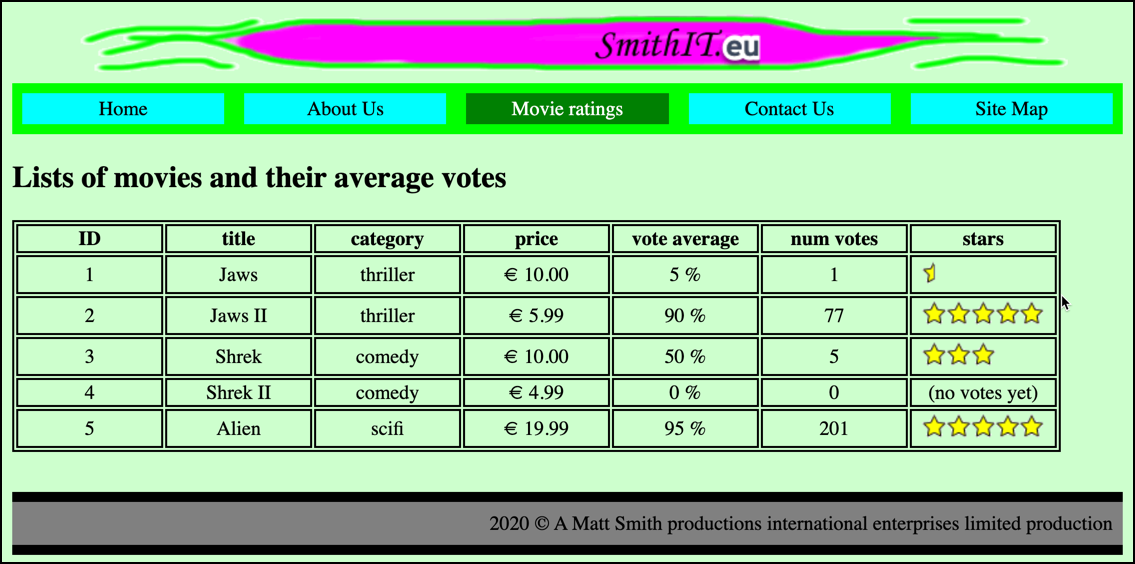 SmithIT.eu
Home About Us Movie ratings Contact Us Site Map
Lists of movies and their average votes
ID title category price vote average num votes stars
1 Jaws thriller € 10.00 5 % 1
2 Jaws II thriller € 5.99 90 % 77
3 Shrek comedy € 10.00 50 % 5
4 Shrek II comedy € 4.99 0 % 0 (no votes yet)
5 Alien scifi € 19.99 95 % 201
2020 © A Matt Smith productions international enterprises limited production